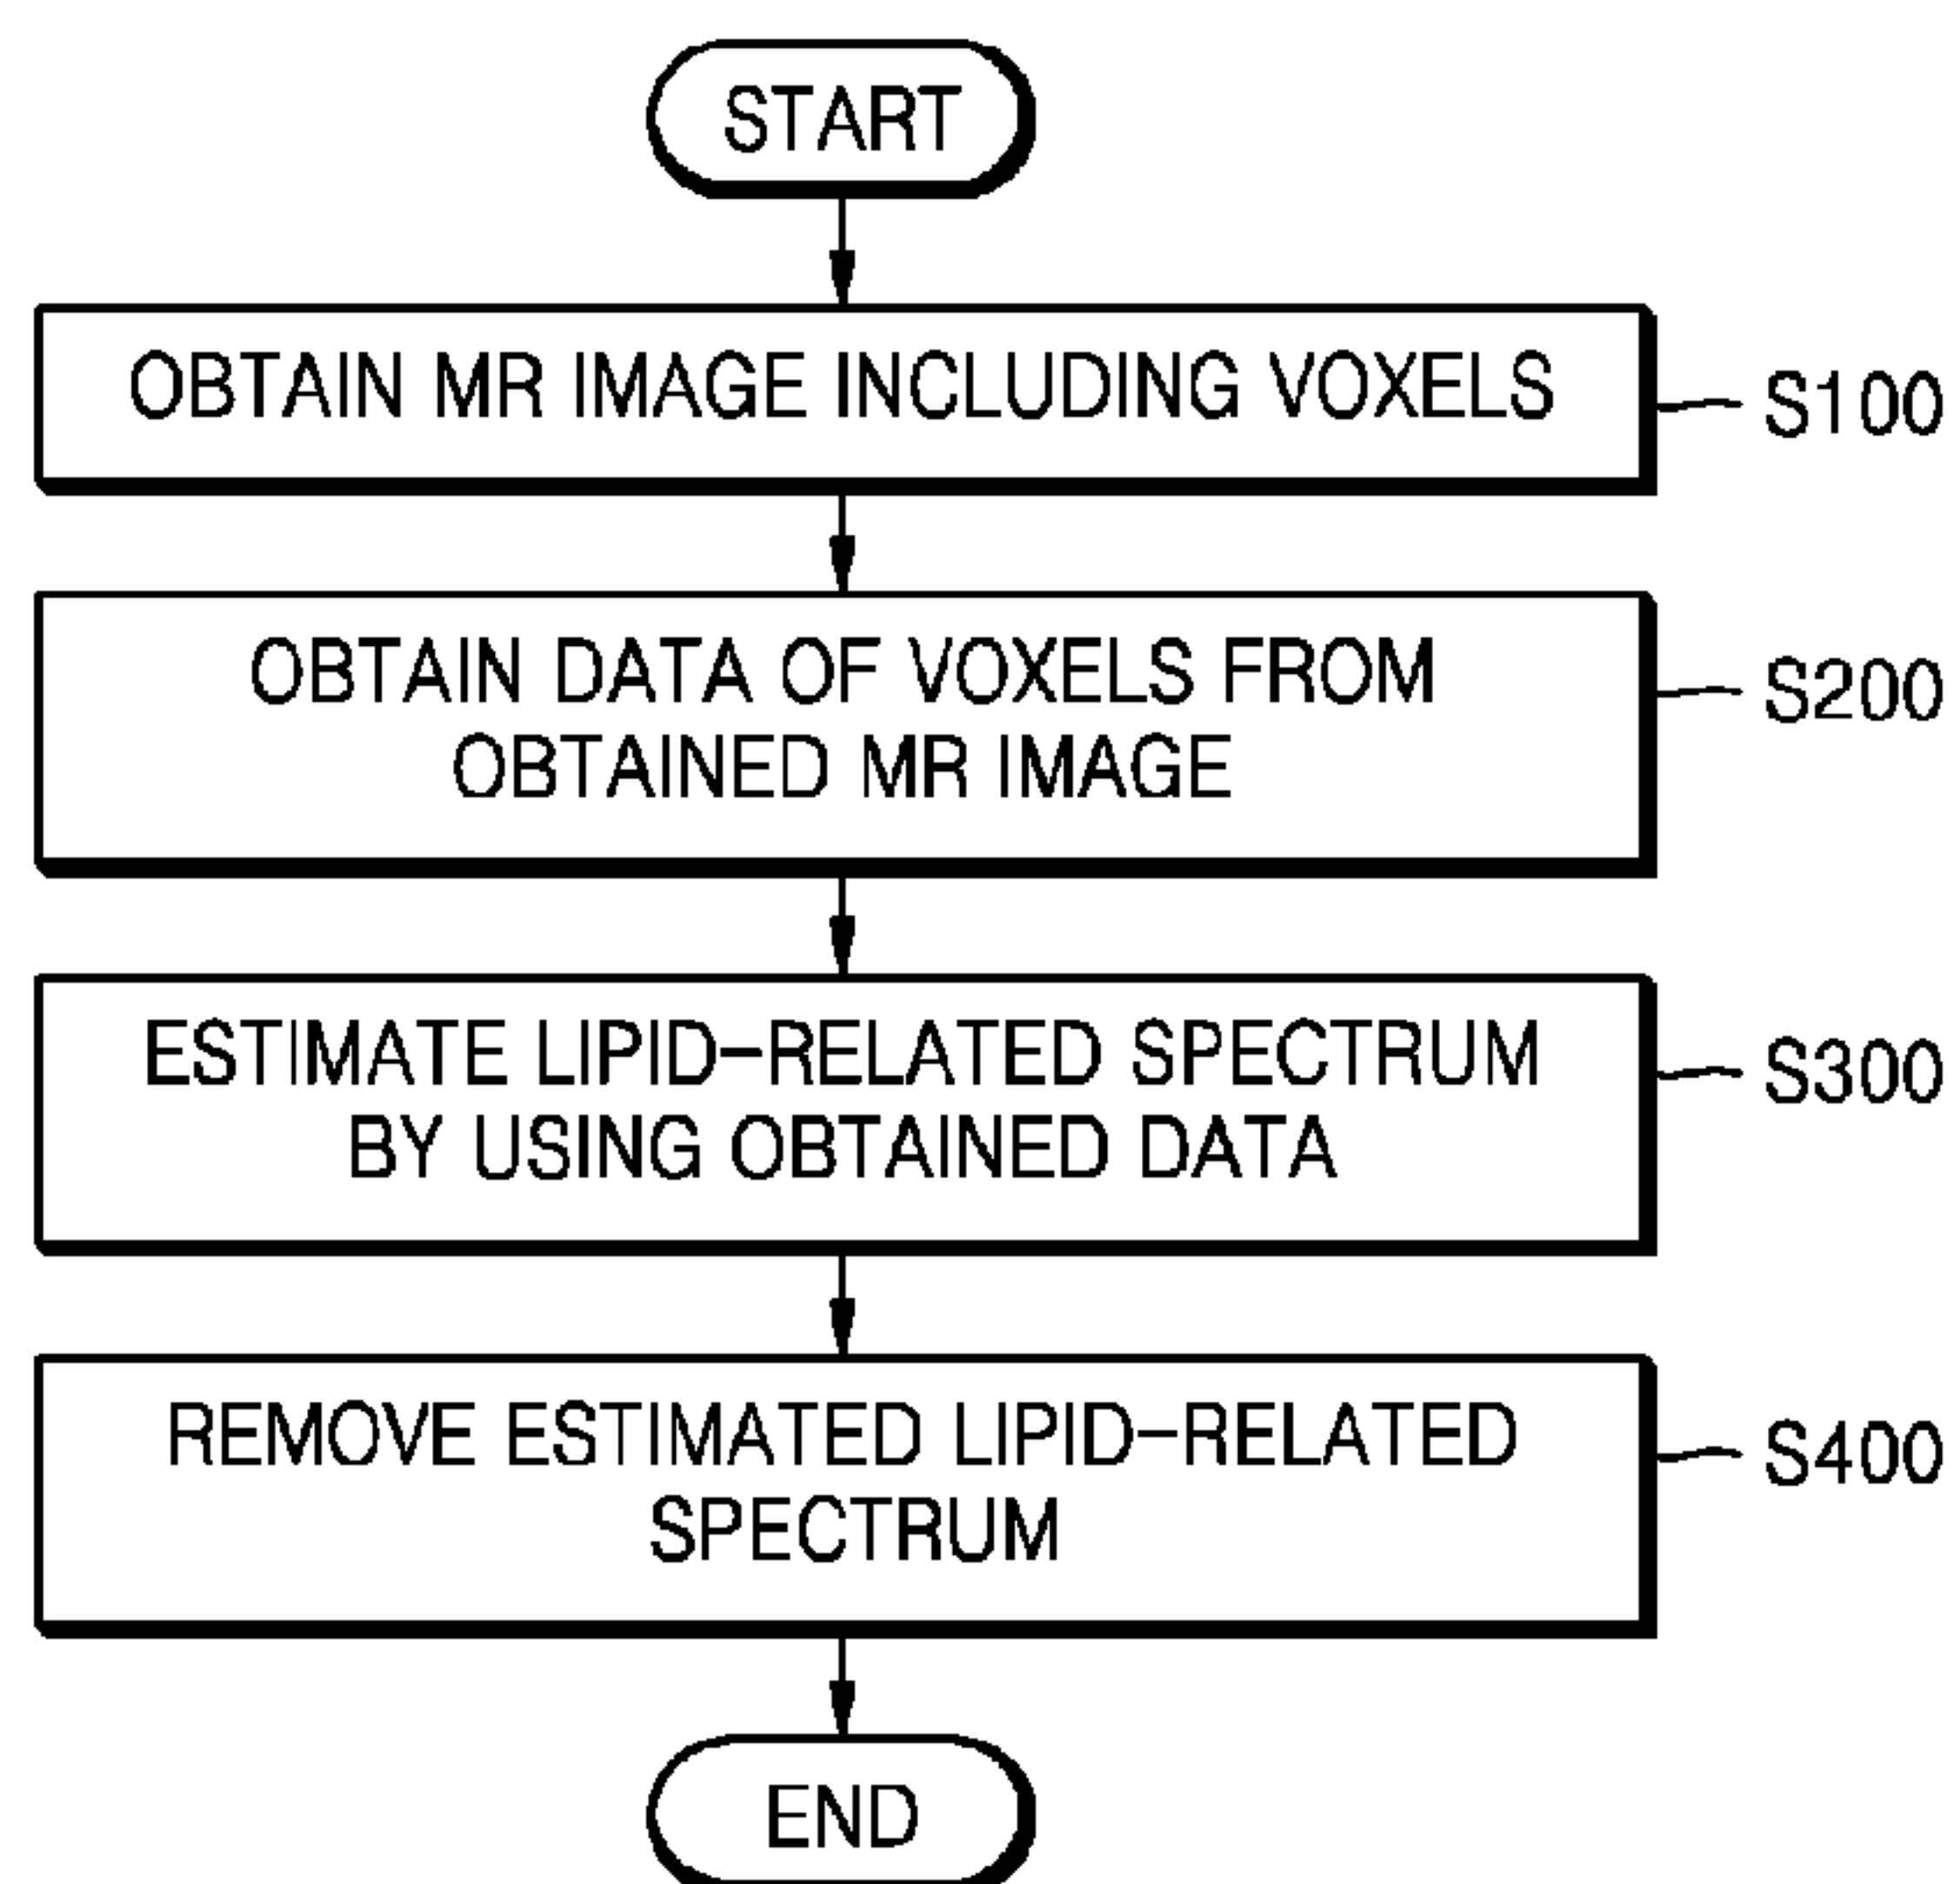 START
OBTAIN MR IMAGE INCLUDING VOXELS
S100
OBTAIN DATA OF VOXELS FROM
OBTAINED MR IMAGE
S200
ESTIMATE LIPID-RELATED SPECTRUM
BY USING OBTAINED DATA
S300
REMOVE ESTIMATED LIPID-RELATED
SPECTRUM
S400
END